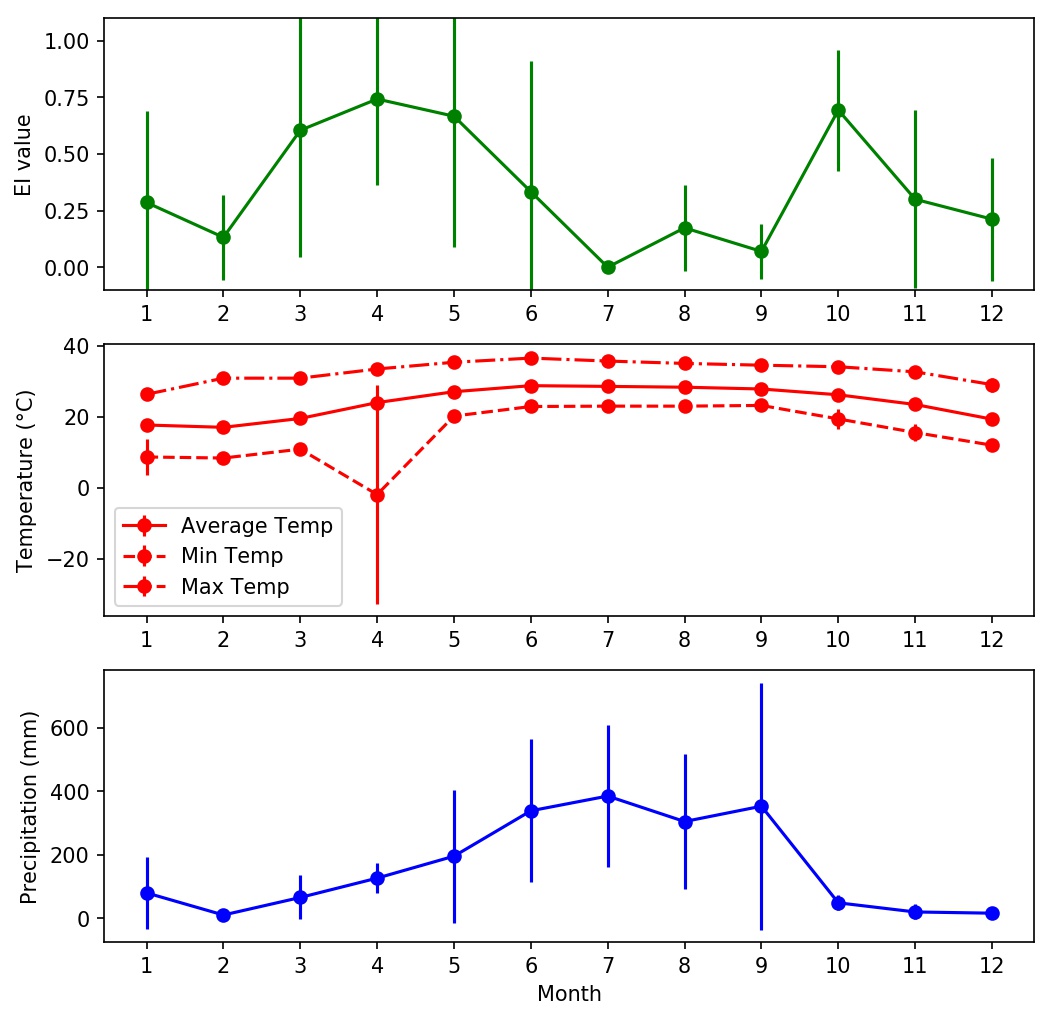 EI value
1.00
0.75
0.50
0.25
0.00
1 2 3 4 5 6 7 8 9 10 11 12
Temperature (°C)
40
20
0
−20
Average Temp
Min Temp
Max Temp
1 2 3 4 5 6 7 8 9 10 11 12
Precipitation (mm)
600
400
200
0
1 2 3 4 5 6 7 8 9 10 11 12
Month